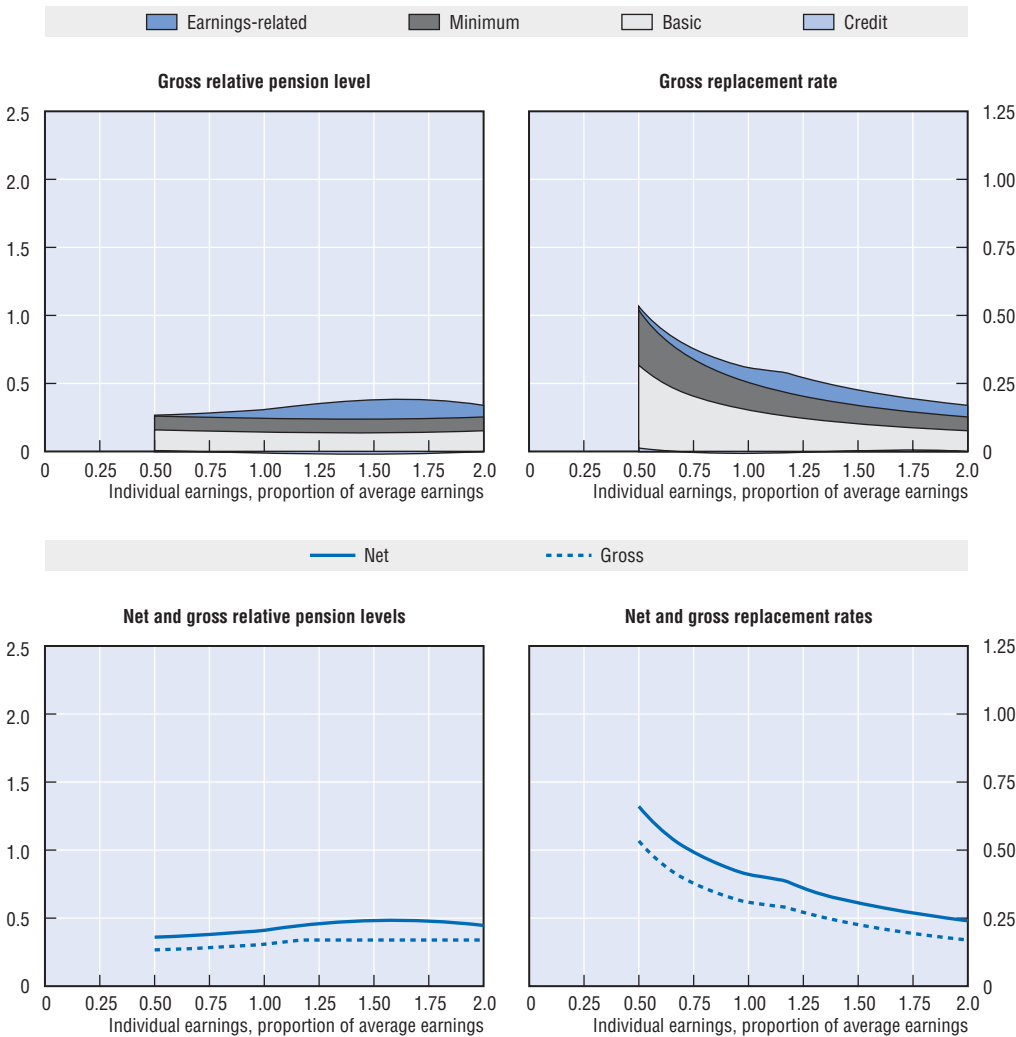 Earnings-related Minimum Basic Credit
Gross relative pension level
2.5
2.0
1.5
1.0
0.5
0
0 0.25 0.50 0.75 1.00 1.25 1.50 1.75 2.0
Individual earnings, proportion of average earnings
Gross replacement rate
1.25
1.00
0.75
0.50
0.25
0
0 0.25 0.50 0.75 1.00 1.25 1.50 1.75 2.0
Individual earnings, proportion of average earnings
Net Gross
Net and gross relative pension levels
2.5
2.0
1.5
1.0
0.5
0
0 0.25 0.50 0.75 1.00 1.25 1.50 1.75 2.0
Individual earnings, proportion of average earnings
Net and gross replacement rates
1.25
1.00
0.75
0.50
0.25
0
0 0.25 0.50 0.75 1.00 1.25 1.50 1.75 2.0
Individual earnings, proportion of average earnings